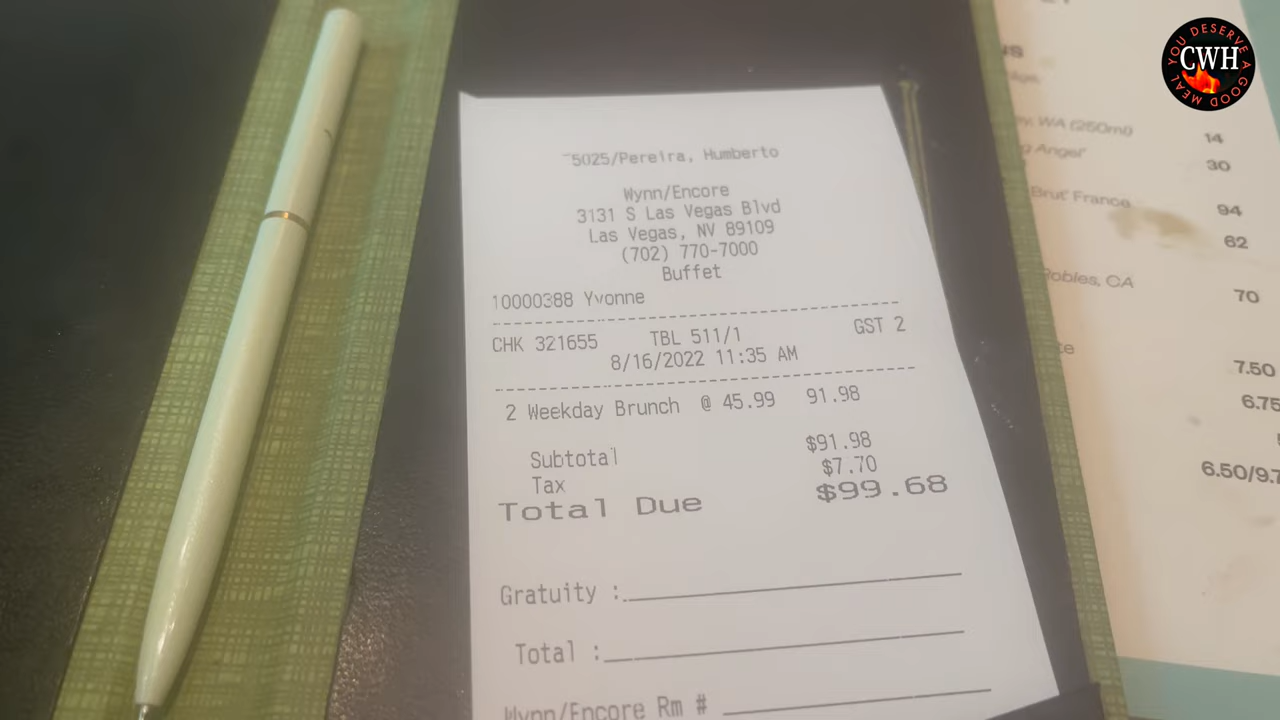 5025/Pereira, Humberto
Wynn/Encore
3131 S Las Vegas Blvd
Las Vegas, NV 89109
(702) 770-7000
Buffet
10000388 Yvonne
CHK 321655 TBL 511/1 GST 2
8/16/2022 11:35 AM
2 Weekday Brunch @ 45.99 91.98
Subtotal $91.98
Tax $7.70
Total Due $99.68
Gratuity :
Total :
Wynn/Encore Rm #
WA (250ml) 14
Angel' 30
Brut' France 94
62
Robles, CA 70
7.50
6.75
6.50/9.7
YOU DESERVE A GOOD MEAL
CWH